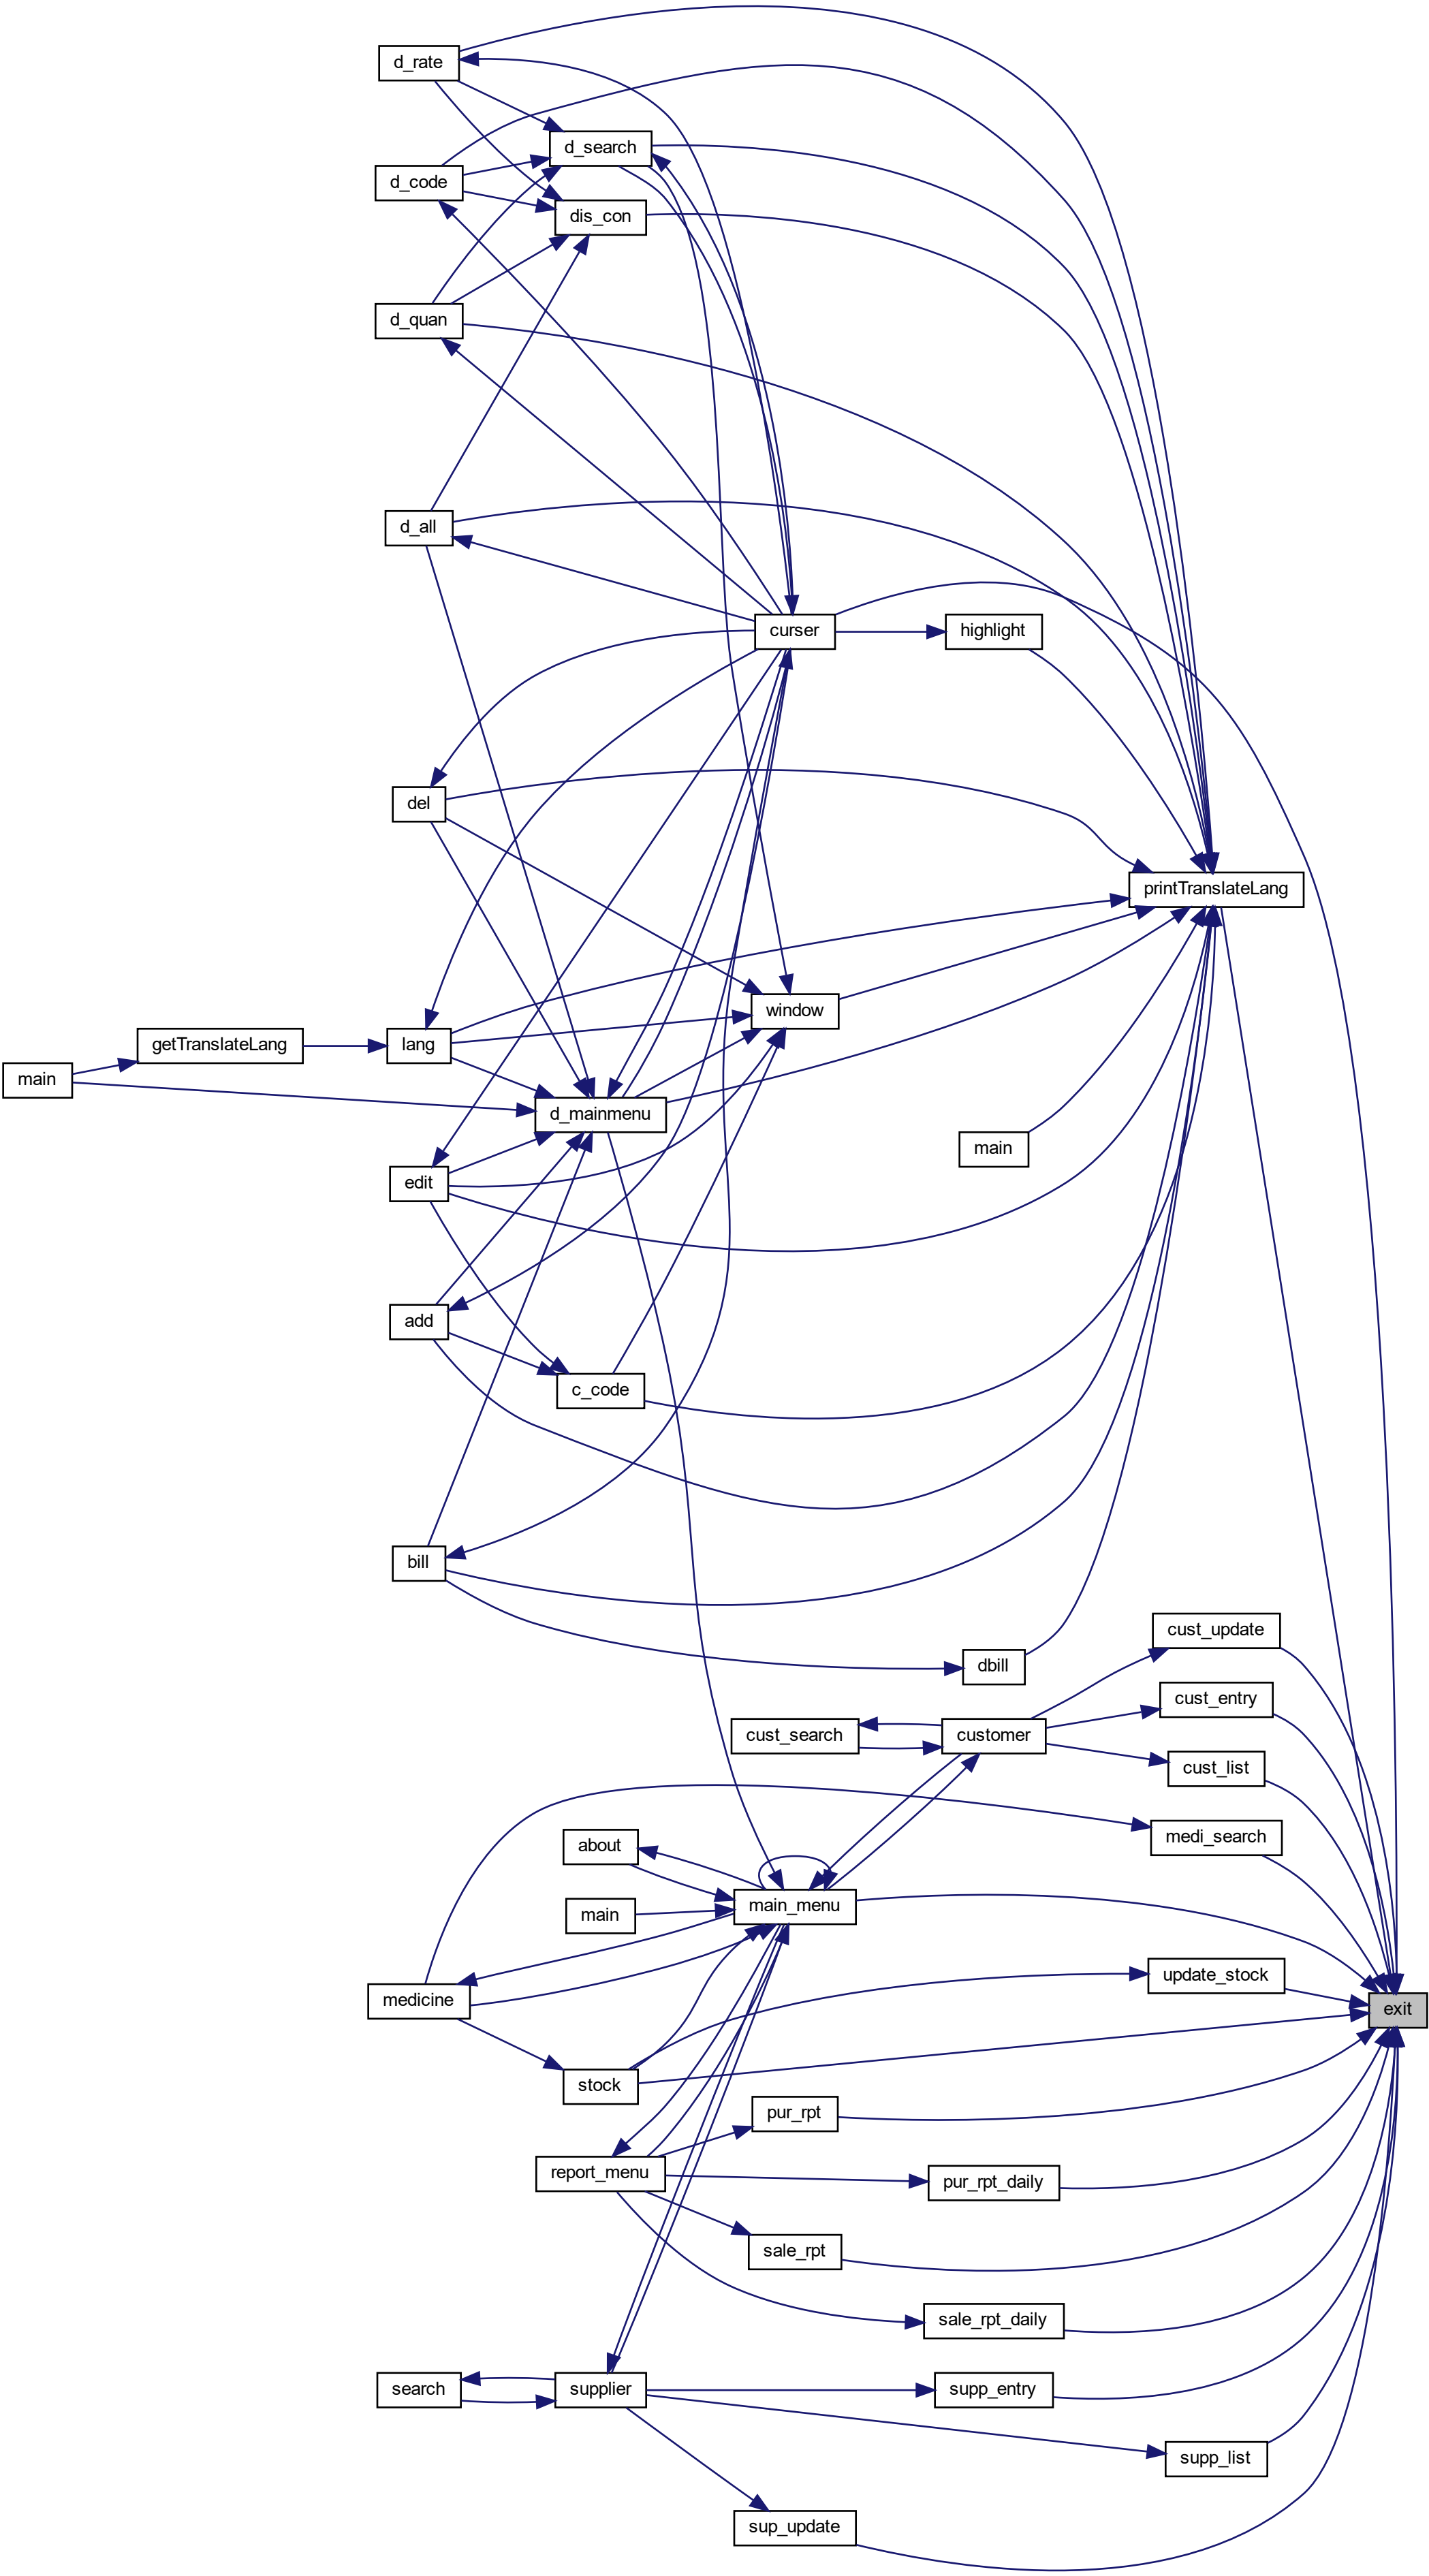 d_rate
d_search
d_code
dis_con
d_quan
d_all
curser
highlight
del
printTranslateLang
window
lang
getTranslateLang
main
d_mainmenu
main
edit
add
c_code
bill
cust_update
dbill
cust_entry
cust_search
customer
cust_list
medi_search
about
main_menu
main
update_stock
medicine
exit
stock
pur_rpt
report_menu
pur_rpt_daily
sale_rpt
sale_rpt_daily
search
supplier
supp_entry
supp_list
sup_update